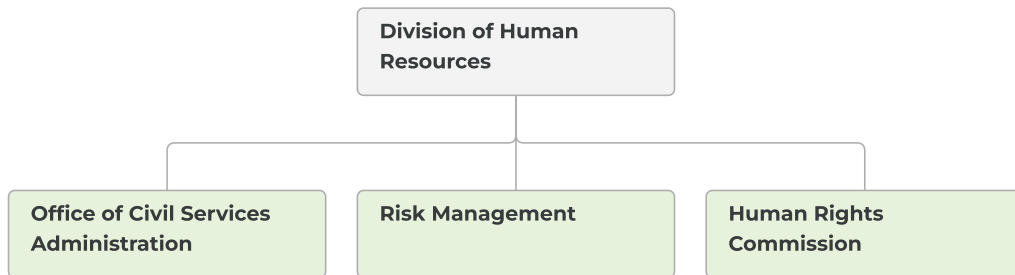 Division of Human
Resources
Office of Civil Services
Administration
Risk Management
Human Rights
Commission